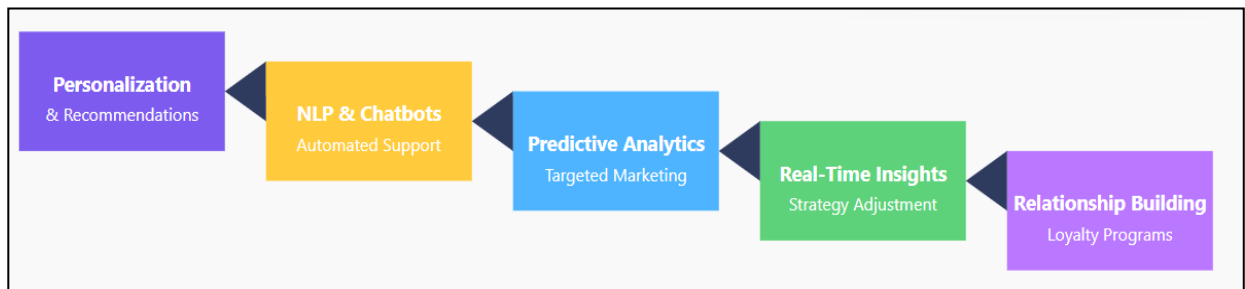 Personalization
& Recommendations
NLP & Chatbots
Automated Support
Predictive Analytics
Targeted Marketing
Real-Time Insights
Strategy Adjustment
Relationship Building
Loyalty Programs